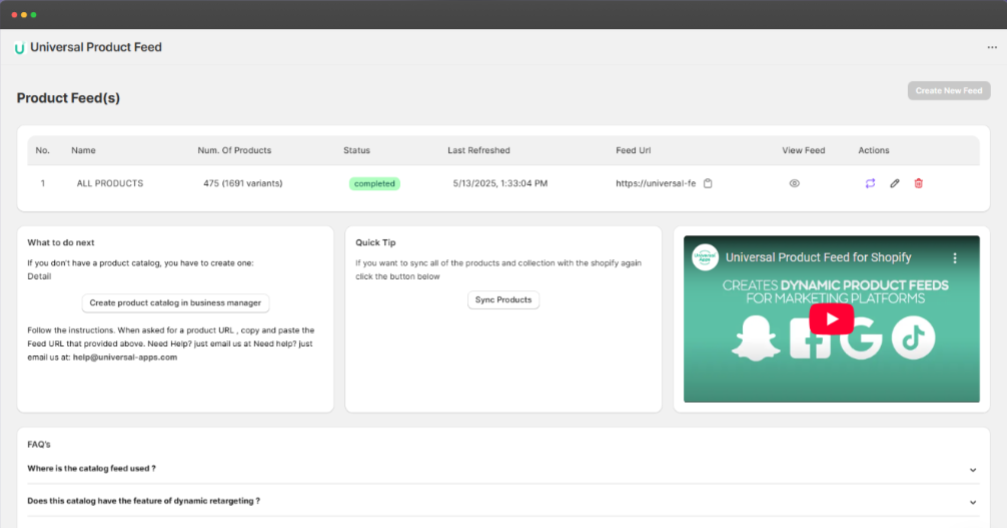 Universal Product Feed
Product Feed(s)
Create New Feed
No. Name Num. Of Products Status Last Refreshed Feed Url View Feed Actions
1 ALL PRODUCTS 475 (1691 variants) completed 5/13/2025, 1:33:04 PM https://universal-fe
What to do next
If you don't have a product catalog, you have to create one:
Detail
Create product catalog in business manager
Follow the instructions. When asked for a product URL , copy and paste the
Feed URL that provided above. Need Help? just email us at Need help? just
email us at: help@universal-apps.com
Quick Tip
If you want to sync all of the products and collection with the shopify again
click the button below
Sync Products
Universal Product Feed for Shopify
CREATES DYNAMIC PRODUCT FEEDS
FOR MARKETING PLATFORMS
FAQ's
Where is the catalog feed used ?
Does this catalog have the feature of dynamic retargeting ?